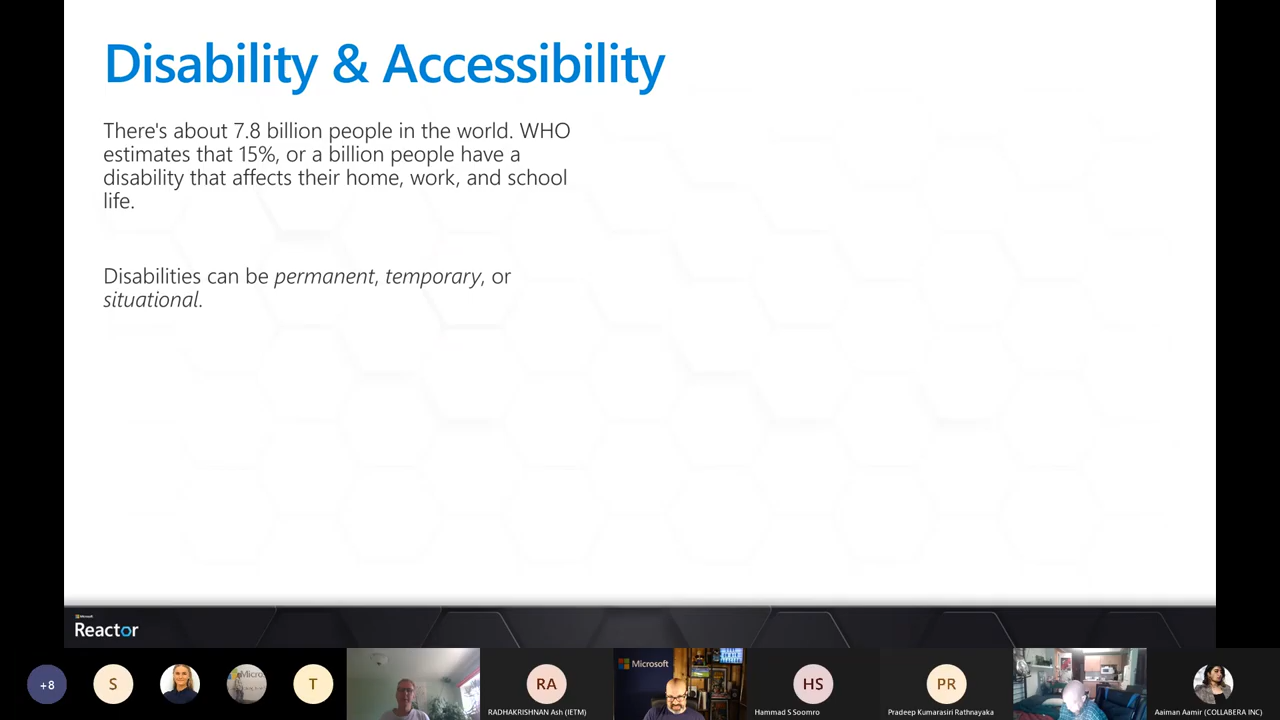 Disability & Accessibility
There's about 7.8 billion people in the world. WHO
estimates that 15%, or a billion people have a
disability that affects their home, work, and school
life.
Disabilities can be permanent, temporary, or
situational.
Microsoft
Reactor
+8
S
T
RA
RADHAKRISHNAN Ash (IETM)
Microsoft
HS
Hammad S Soomro
PR
Pradeep Kumarasiri Rathnayaka
Aaiman Aamir (COLLABERA INC)